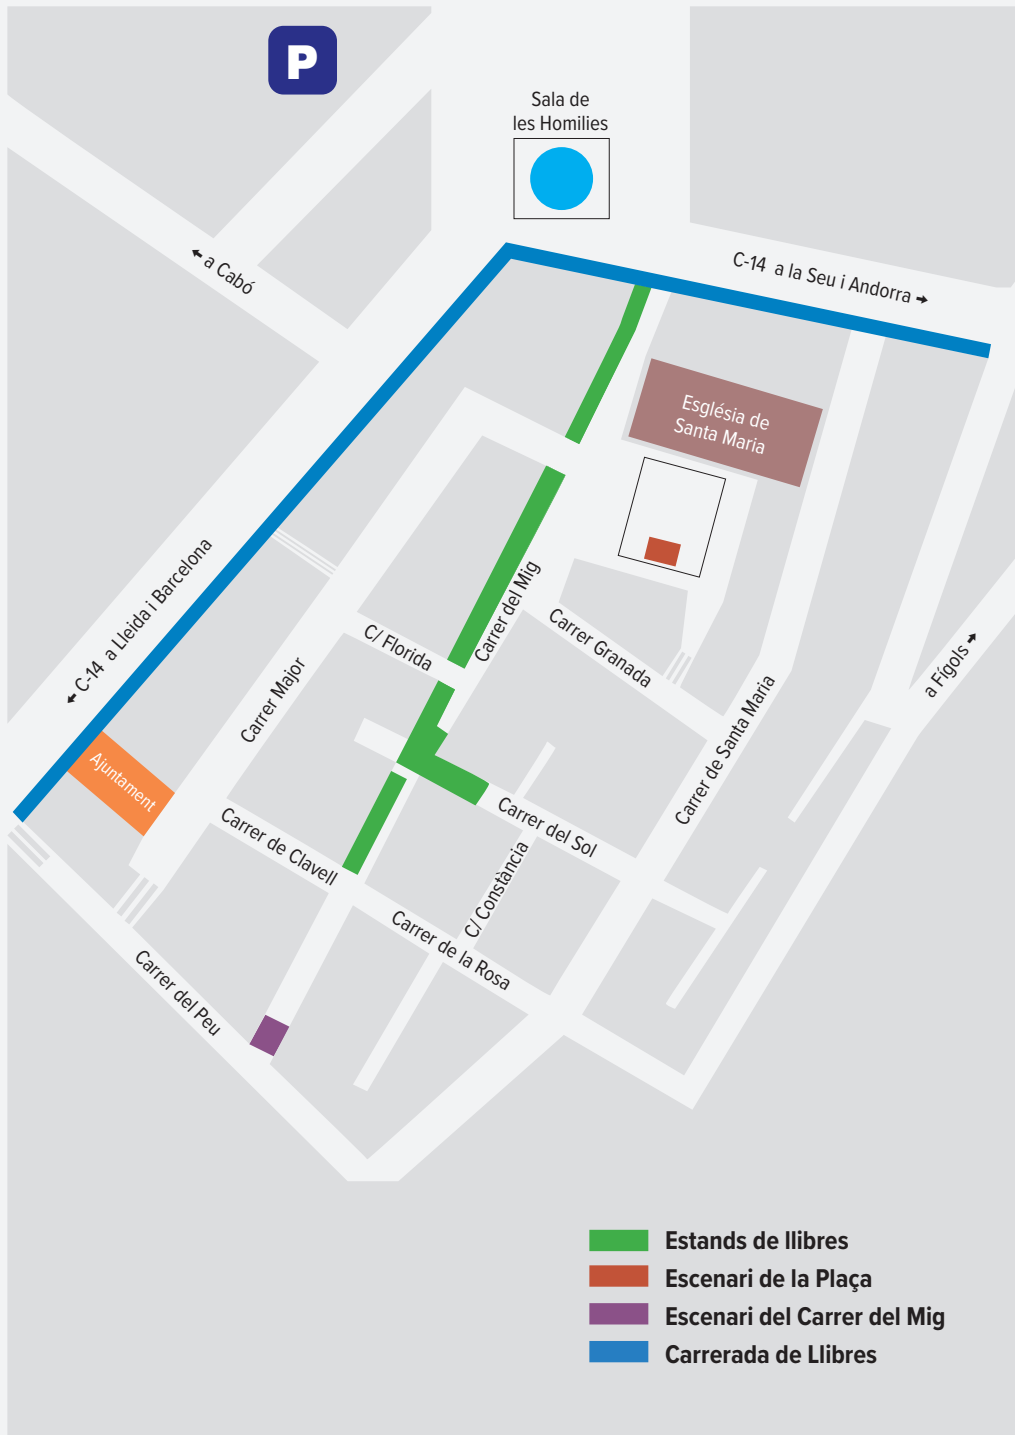 P
Sala de
les Homilies
a Cabó
C-14 a la Seu i Andorra
Església de
Santa Maria
C-14 a Lleida i Barcelona
Carrer del Mig
Carrer Granada
C/ Florida
a Fígols
Carrer Major
Carrer de Santa Maria
Ajuntament
Carrer de Clavell
Carrer del Sol
C/ Constància
Carrer de la Rosa
Carrer del Peu
Estands de llibres
Escenari de la Plaça
Escenari del Carrer del Mig
Carrerada de Llibres